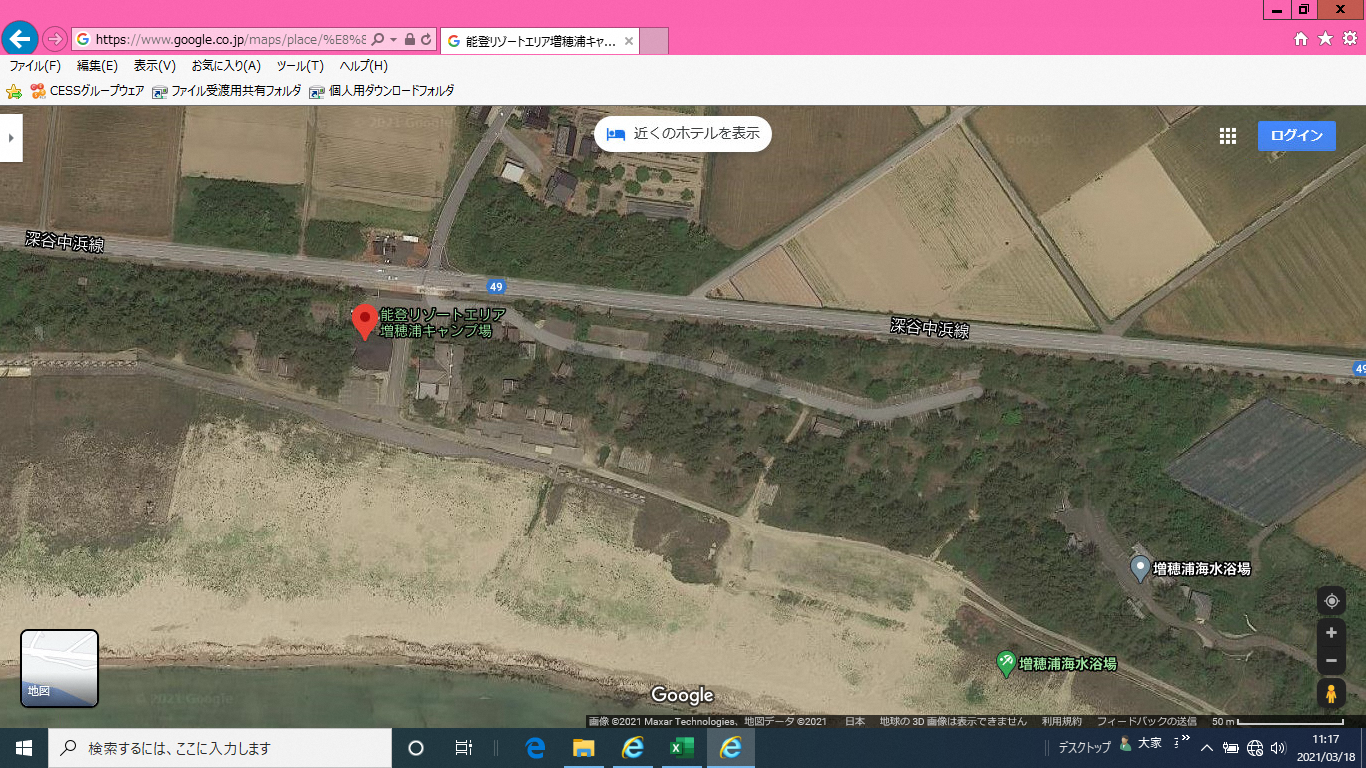 https://www.google.co.jp/maps/place/%E8%8
能登リゾートエリア増穂浦キャ...
ファイル(F) 編集(E) 表示(V) お気に入り(A) ツール(T) ヘルプ(H)
CESSグループウェア ファイル受渡用共有フォルダ 個人用ダウンロードフォルダ
近くのホテルを表示
ログイン
深谷中浜線
49
能登リゾートエリア
増穂浦キャンプ場
深谷中浜線
49
増穂浦海水浴場
増穂浦海水浴場
地図
Google
画像 ©2021 Maxar Technologies、地図データ ©2021 日本 地球の 3D 画像は表示できません 利用規約 フィードバックの送信 50 m
検索するには、ここに入力します
デスクトップ 大家
11:17
2021/03/18